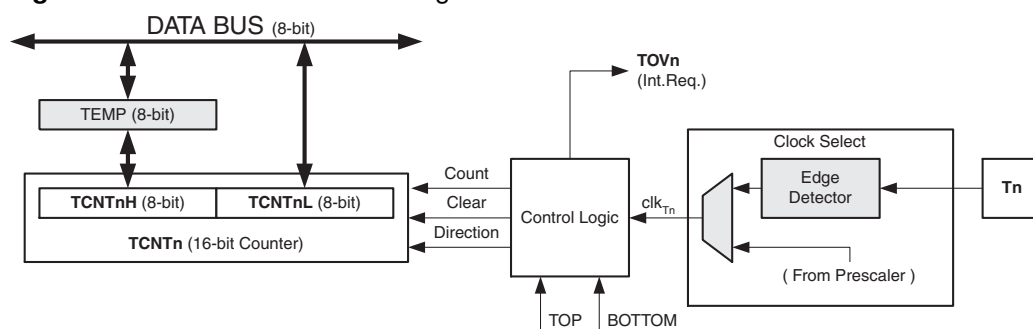 DATA BUS (8-bit)
TOVn
(Int.Req.)
TEMP (8-bit)
Clock Select
Count
Edge
Detector
Tn
TCNTnH (8-bit)
TCNTnL (8-bit)
Clear
Control Logic
clkTn
TCNTn (16-bit Counter)
Direction
( From Prescaler )
TOP
BOTTOM